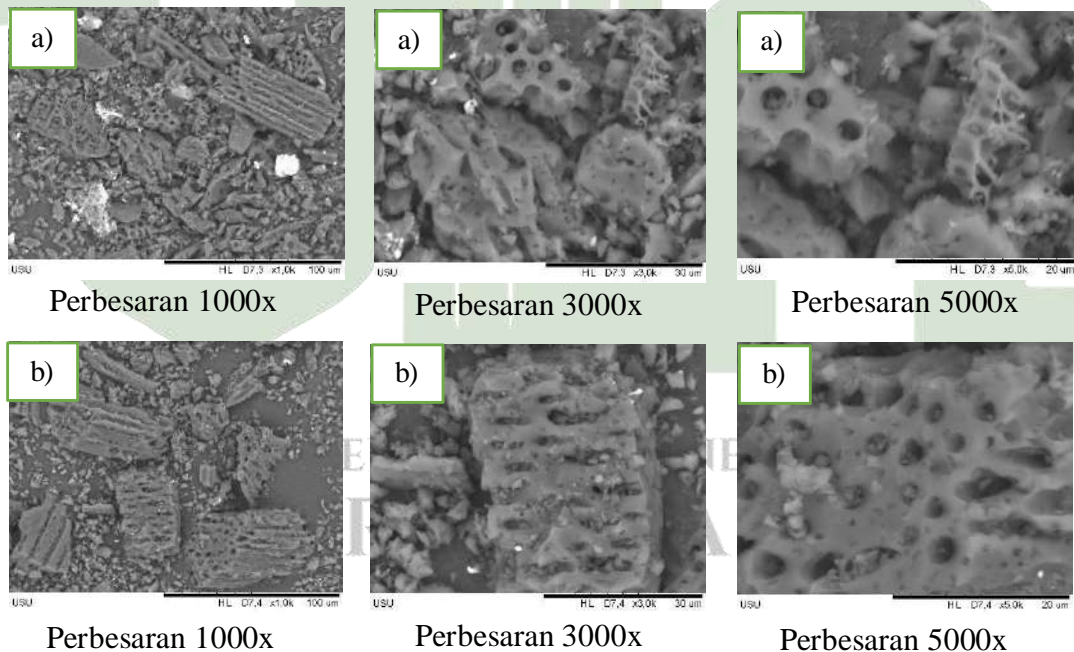 a)
a)
a)
USU HL D7,3 x1,0k 100 um
USU HL D7,3 x3,0k 30 um
USU HL D7,3 x5,0k 20 um
Perbesaran 1000x
Perbesaran 3000x
Perbesaran 5000x
b)
b)
b)
USU HL D7,4 x1,0k 100 um
USU HL D7,4 x3,0k 30 um
USU HL D7,4 x5,0k 20 um
Perbesaran 1000x
Perbesaran 3000x
Perbesaran 5000x